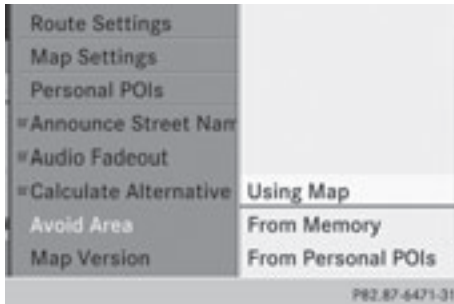 Route Settings
Map Settings
Personal POIs
Announce Street Nam
Audio Fadeout
Calculate Alternative
Using Map
Avoid Area
From Memory
Map Version
From Personal POIs
P82.87-6471-31